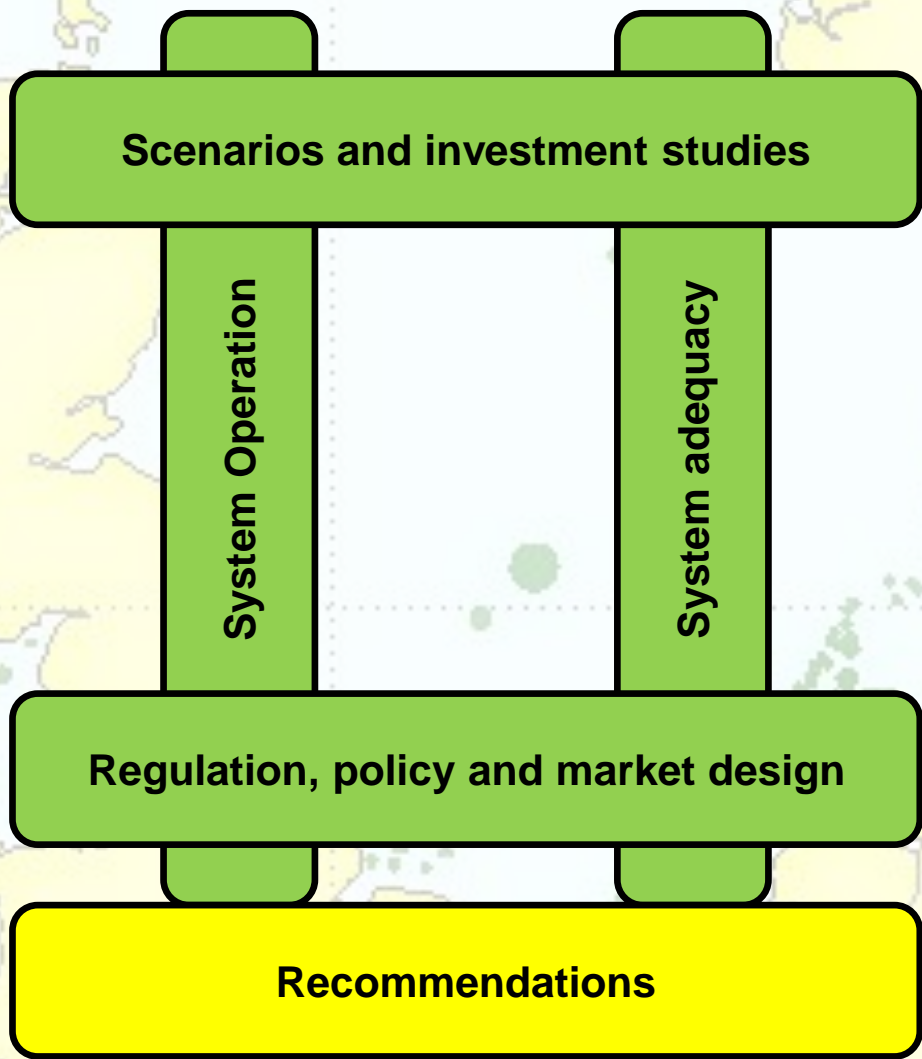 Scenarios and investment studies
System Operation
System adequacy
Regulation, policy and market design
Recommendations